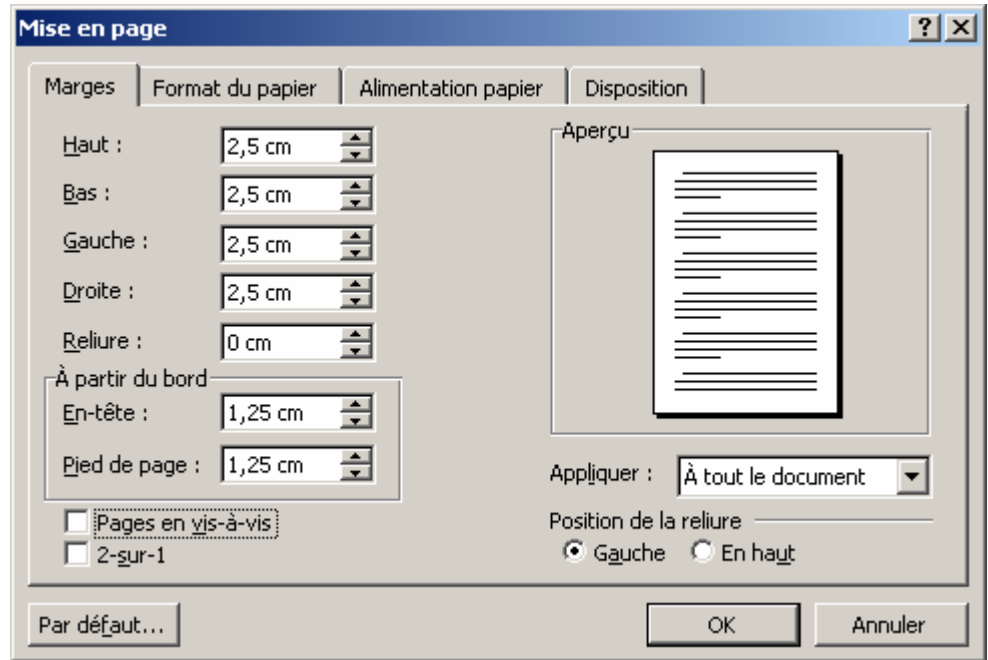 Mise en page
Marges Format du papier Alimentation papier Disposition
Haut : 2,5 cm
Bas : 2,5 cm
Gauche : 2,5 cm
Droite : 2,5 cm
Reliure : 0 cm
À partir du bord
En-tête : 1,25 cm
Pied de page : 1,25 cm
Pages en vis-à-vis
2-sur-1
Aperçu
Appliquer : À tout le document
Position de la reliure
Gauche En haut
Par défaut... OK Annuler